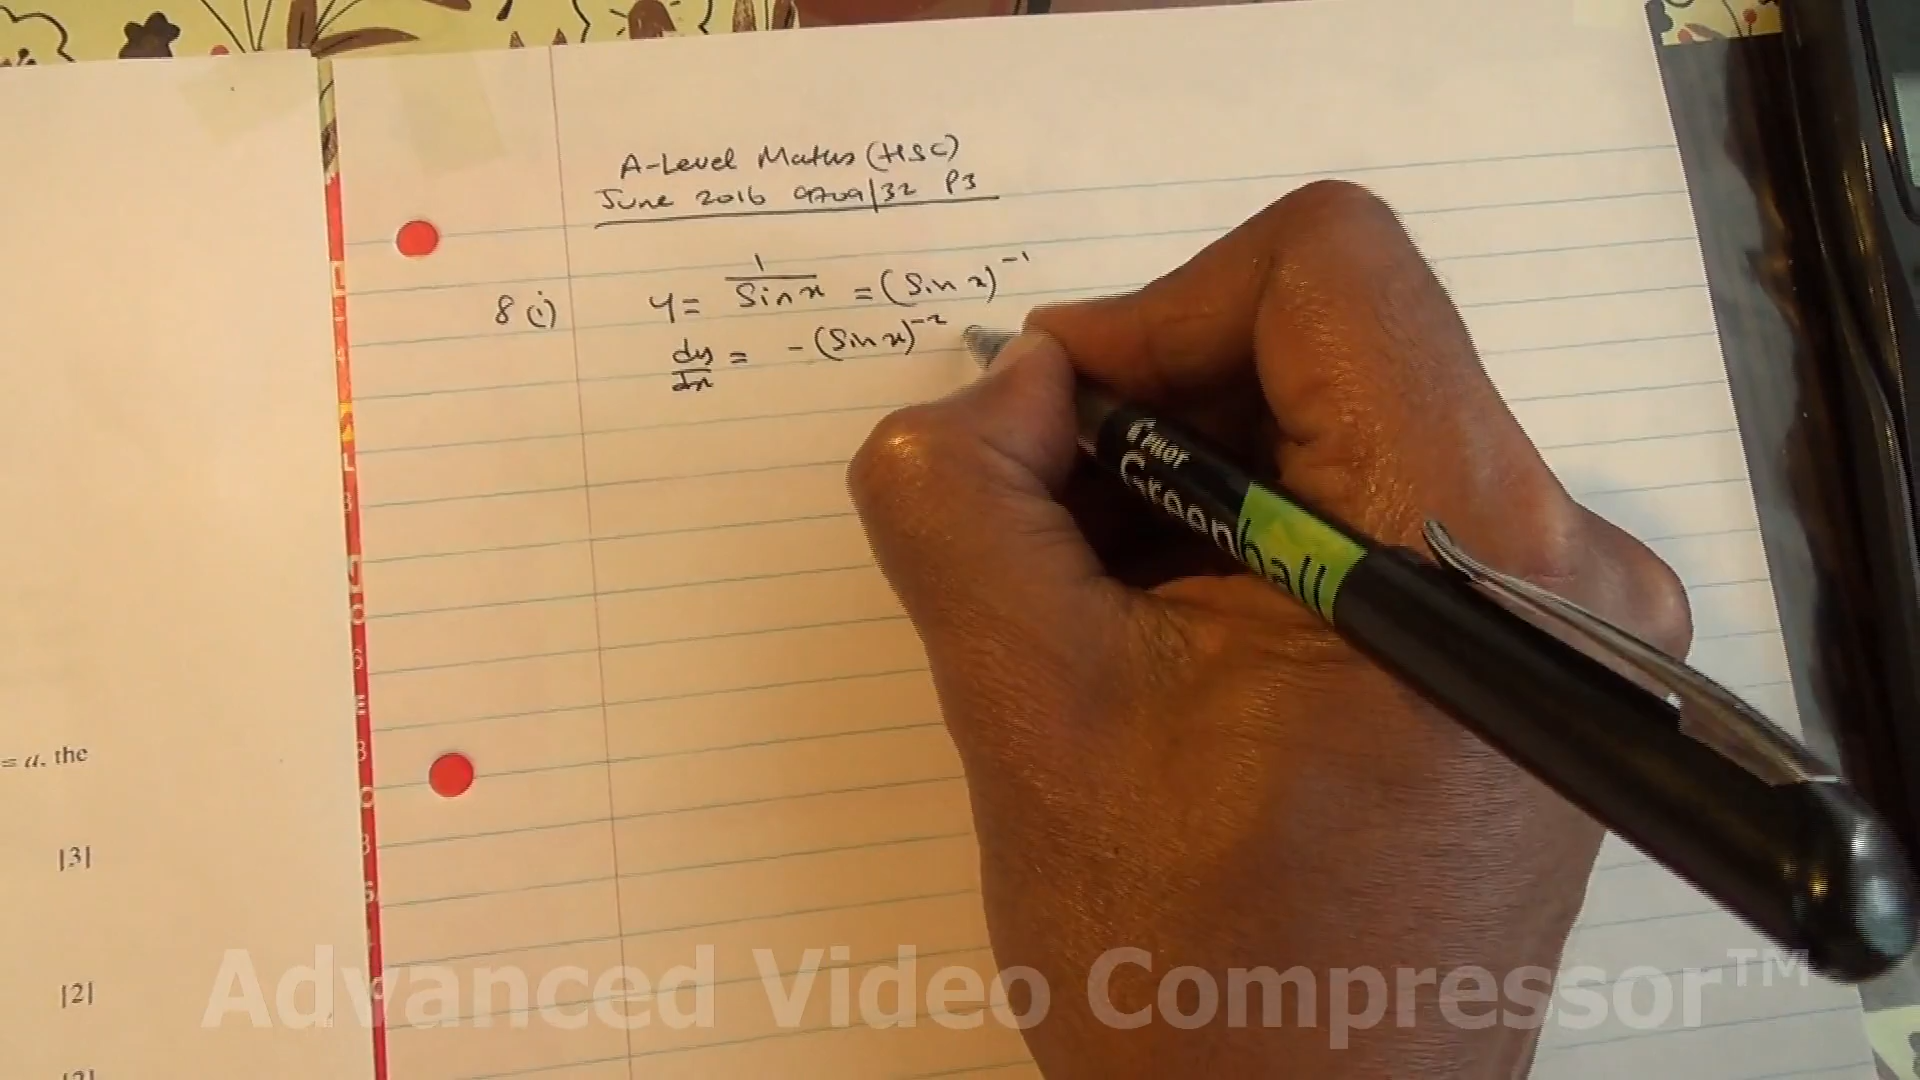 A-Level Maths (HSC)
June 2016 9709/32 P3
8 (i) y = 1/Sin x = (Sin x)^-1
dy/dx = - (Sin x)^-2
= a, the
[3]
[2]
PILOT
Greenball
Advanced Video Compressor™